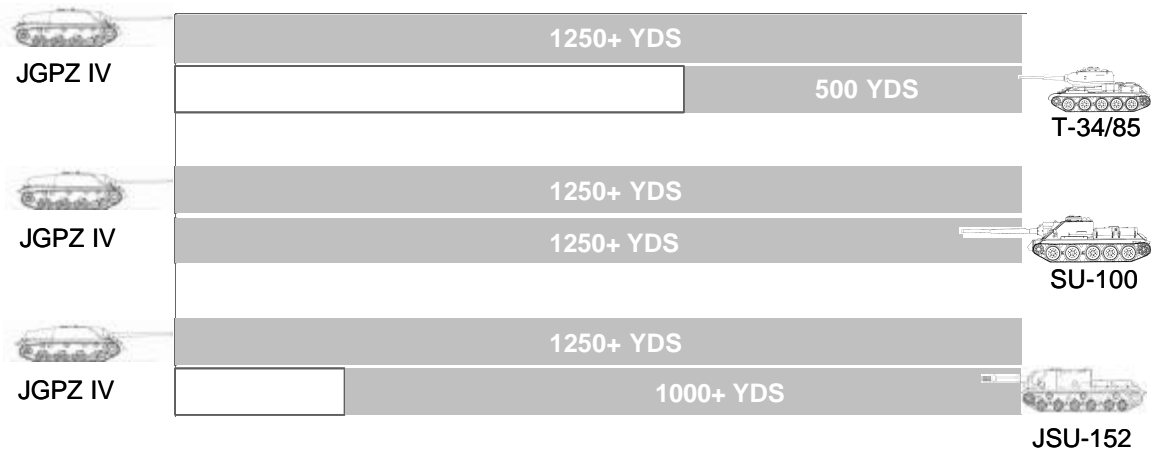 1250+ YDS
JGPZ IV
500 YDS
T-34/85
1250+ YDS
JGPZ IV
1250+ YDS
SU-100
1250+ YDS
JGPZ IV
1000+ YDS
JSU-152